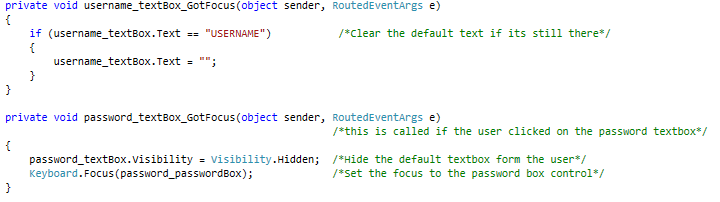 private void username_textBox_GotFocus(object sender, RoutedEventArgs e)
{
    if (username_textBox.Text == "USERNAME")           /*Clear the default text if its still there*/
    {
        username_textBox.Text = "";
    }
}
private void password_textBox_GotFocus(object sender, RoutedEventArgs e)
                                                      /*this is called if the user clicked on the password textbox*/
{
    password_textBox.Visibility = Visibility.Hidden;  /*Hide the default textbox form the user*/
    Keyboard.Focus(password_passwordBox);             /*Set the focus to the password box control*/
}